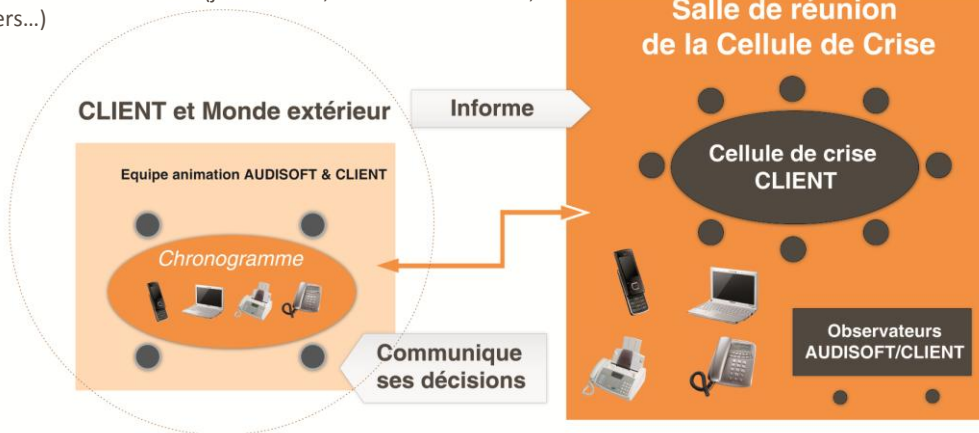 ers…)
Salle de réunion
de la Cellule de Crise
CLIENT et Monde extérieur
Informe
Equipe animation AUDISOFT & CLIENT
Chronogramme
Cellule de crise
CLIENT
Communique
ses décisions
Observateurs
AUDISOFT/CLIENT